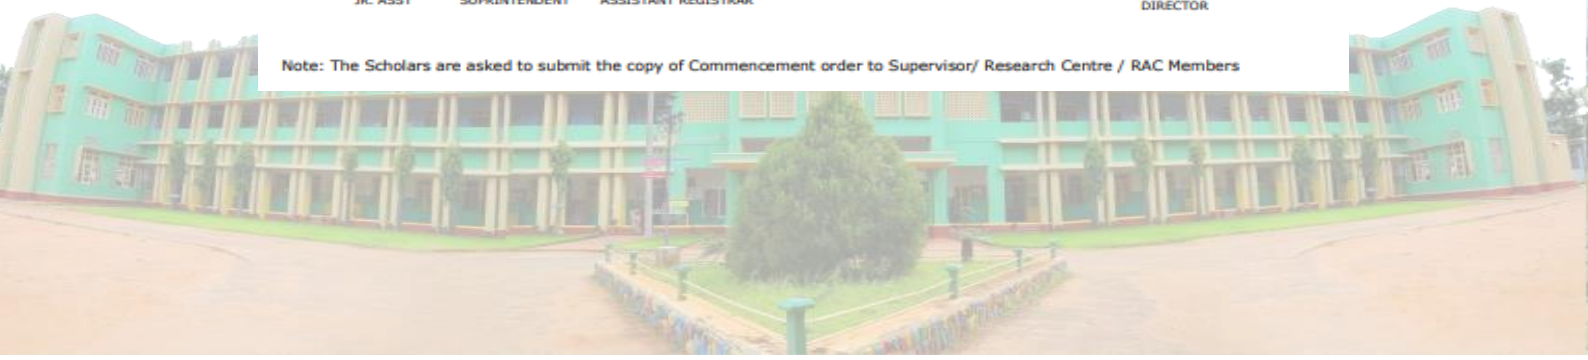 JR. ASST SUPRINTENDENT ASSISTANT REGISTRAR
DIRECTOR
Note: The Scholars are asked to submit the copy of Commencement order to Supervisor/ Research Centre / RAC Members